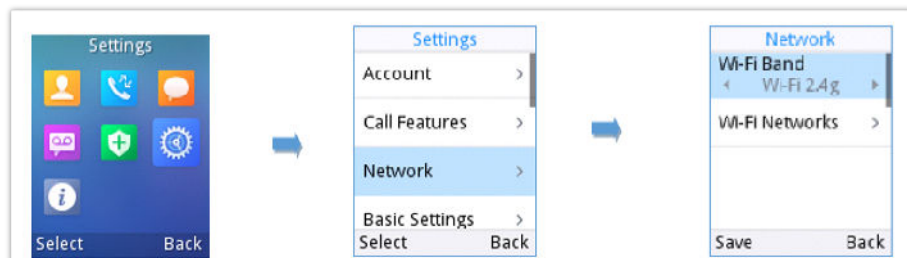 Settings
Select Back
Settings
Account
Call Features
Network
Basic Settings
Select Back
Network
Wi-Fi Band
Wi-Fi 2.4g
Wi-Fi Networks
Save Back